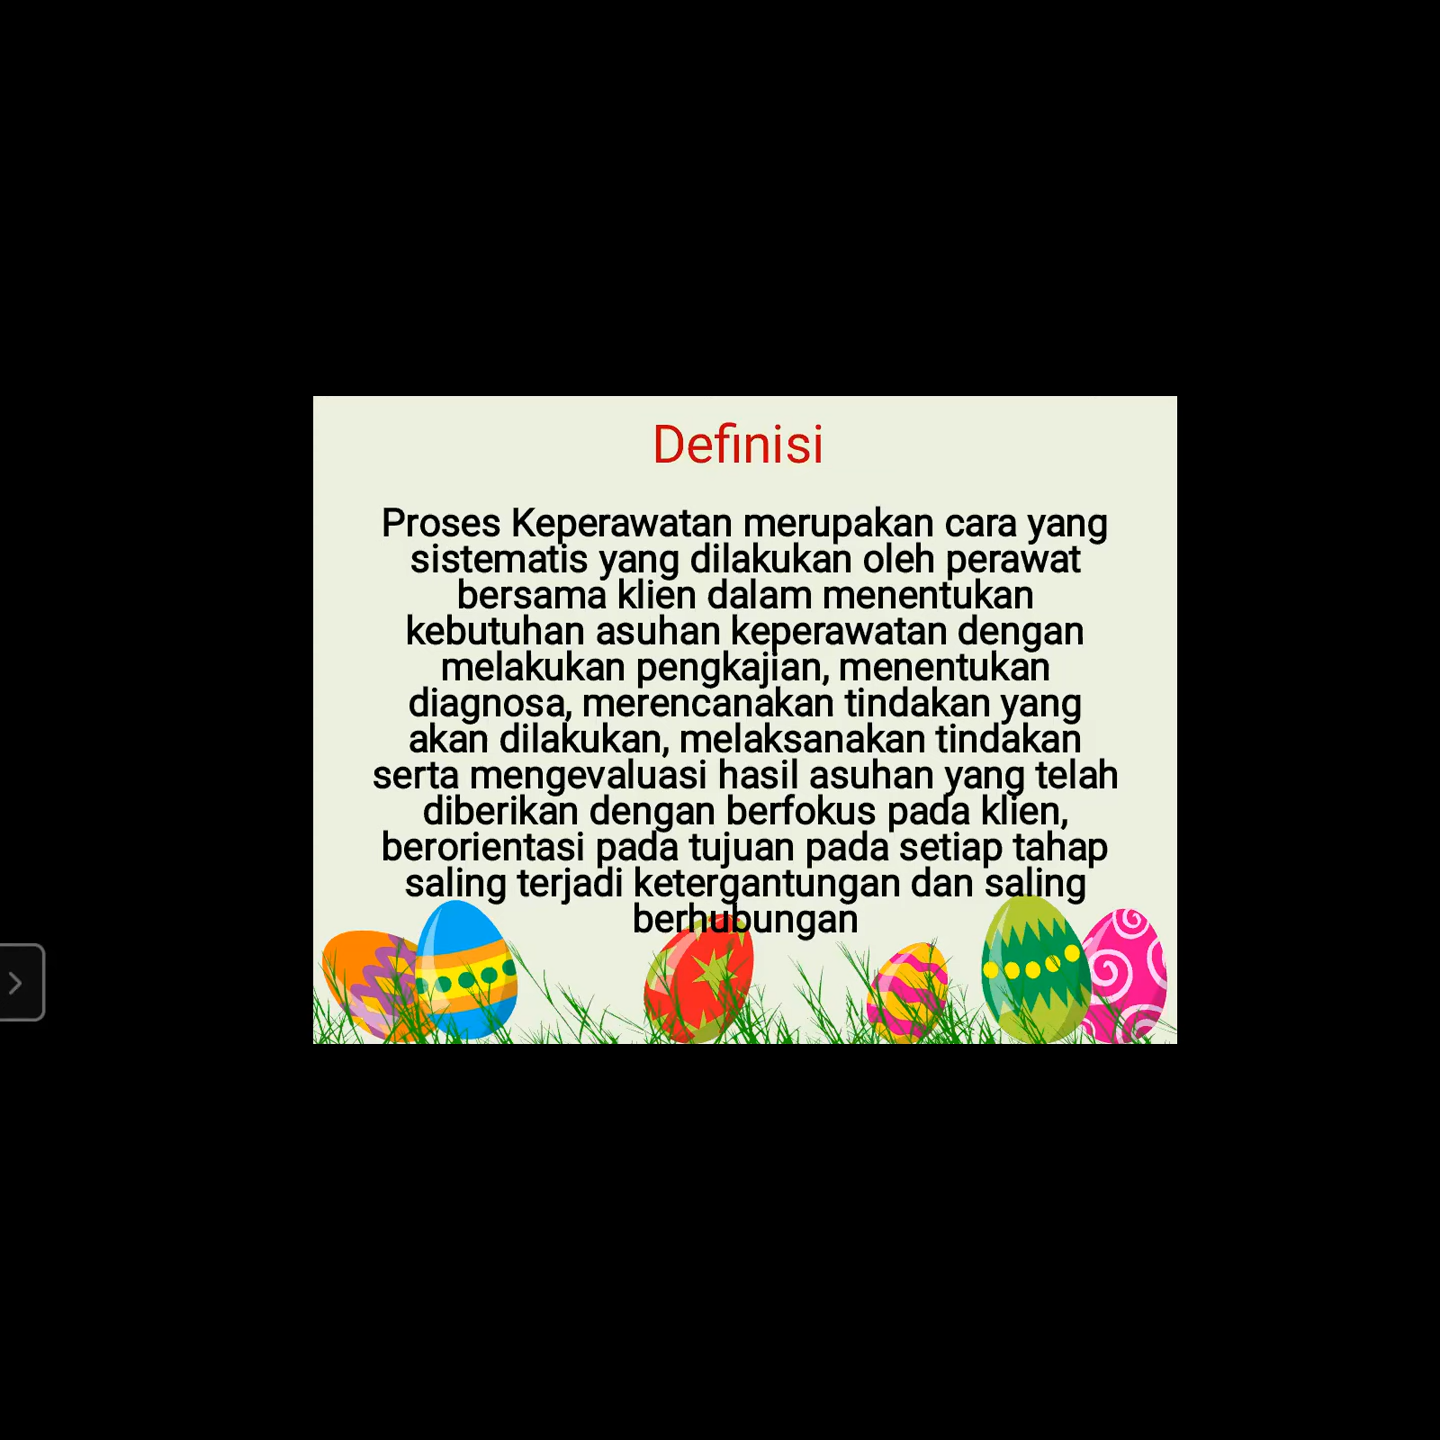 Definisi
Proses Keperawatan merupakan cara yang
sistematis yang dilakukan oleh perawat
bersama klien dalam menentukan
kebutuhan asuhan keperawatan dengan
melakukan pengkajian, menentukan
diagnosa, merencanakan tindakan yang
akan dilakukan, melaksanakan tindakan
serta mengevaluasi hasil asuhan yang telah
diberikan dengan berfokus pada klien,
berorientasi pada tujuan pada setiap tahap
saling terjadi ketergantungan dan saling
berhubungan